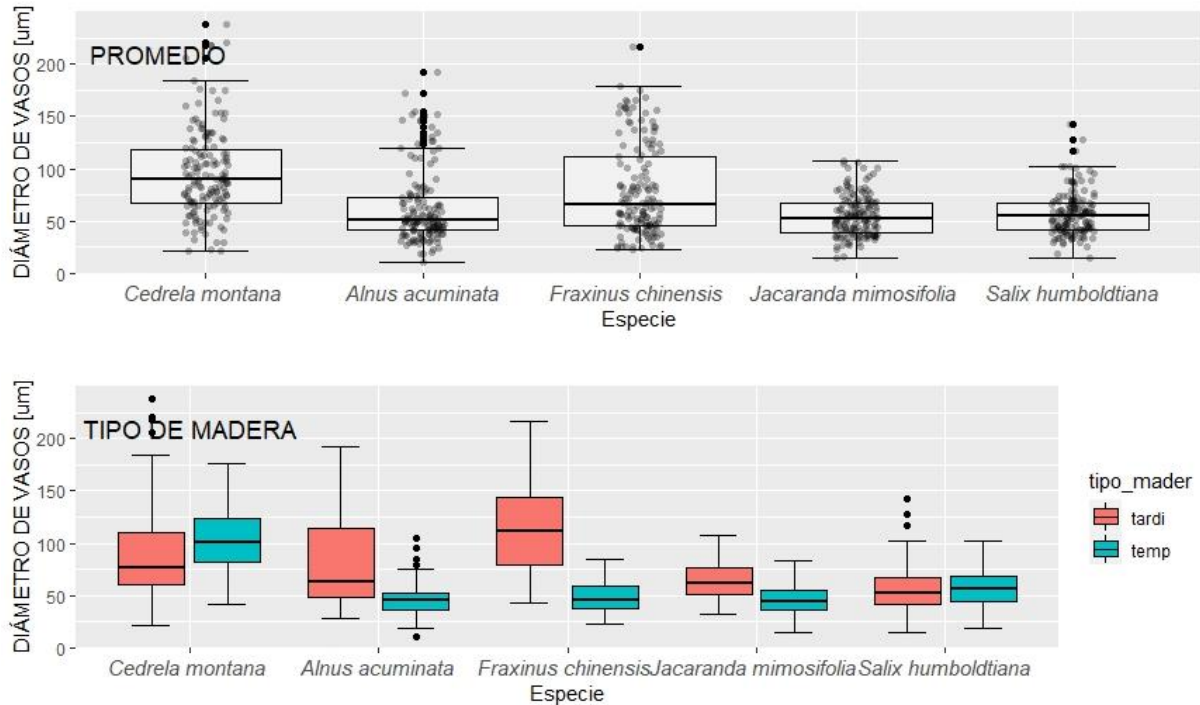 PROMEDIO
DIÁMETRO DE VASOS [um]
200
150
100
50
0
Cedrela montana Alnus acuminata Fraxinus chinensis Jacaranda mimosifolia Salix humboldtiana
Especie
TIPO DE MADERA
DIÁMETRO DE VASOS [um]
200
150
100
50
0
Cedrela montana Alnus acuminata Fraxinus chinensis Jacaranda mimosifolia Salix humboldtiana
Especie
tipo_mader
tardi
temp